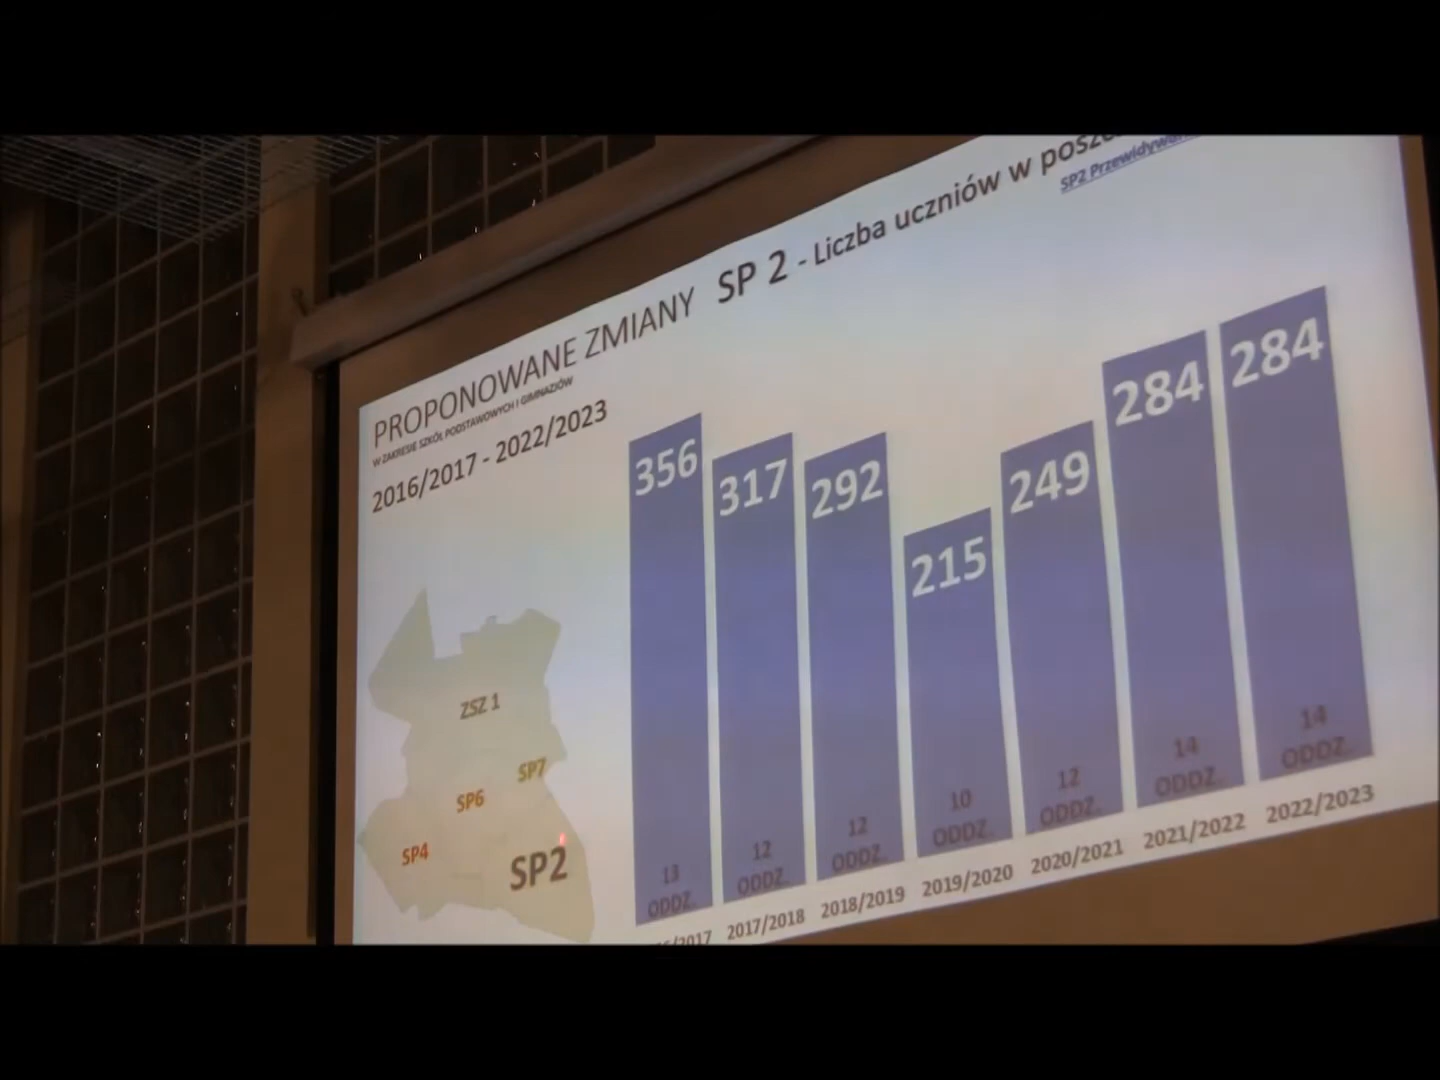 PROPONOWANE ZMIANY SP 2 - Liczba uczniów w
SP2
W ZAKRESIE SZKÓŁ PODSTAWOWYCH I GIMNAZJÓW
2016/2017 - 2022/2023
356
317
292
215
249
284
284
ZSZ 1
SP7
SP6
SP4
SP2
13 ODDZ.
12 ODDZ.
12 ODDZ.
10 ODDZ.
12 ODDZ.
14 ODDZ.
14 ODDZ.
/2017
2017/2018
2018/2019
2019/2020
2020/2021
2021/2022
2022/2023